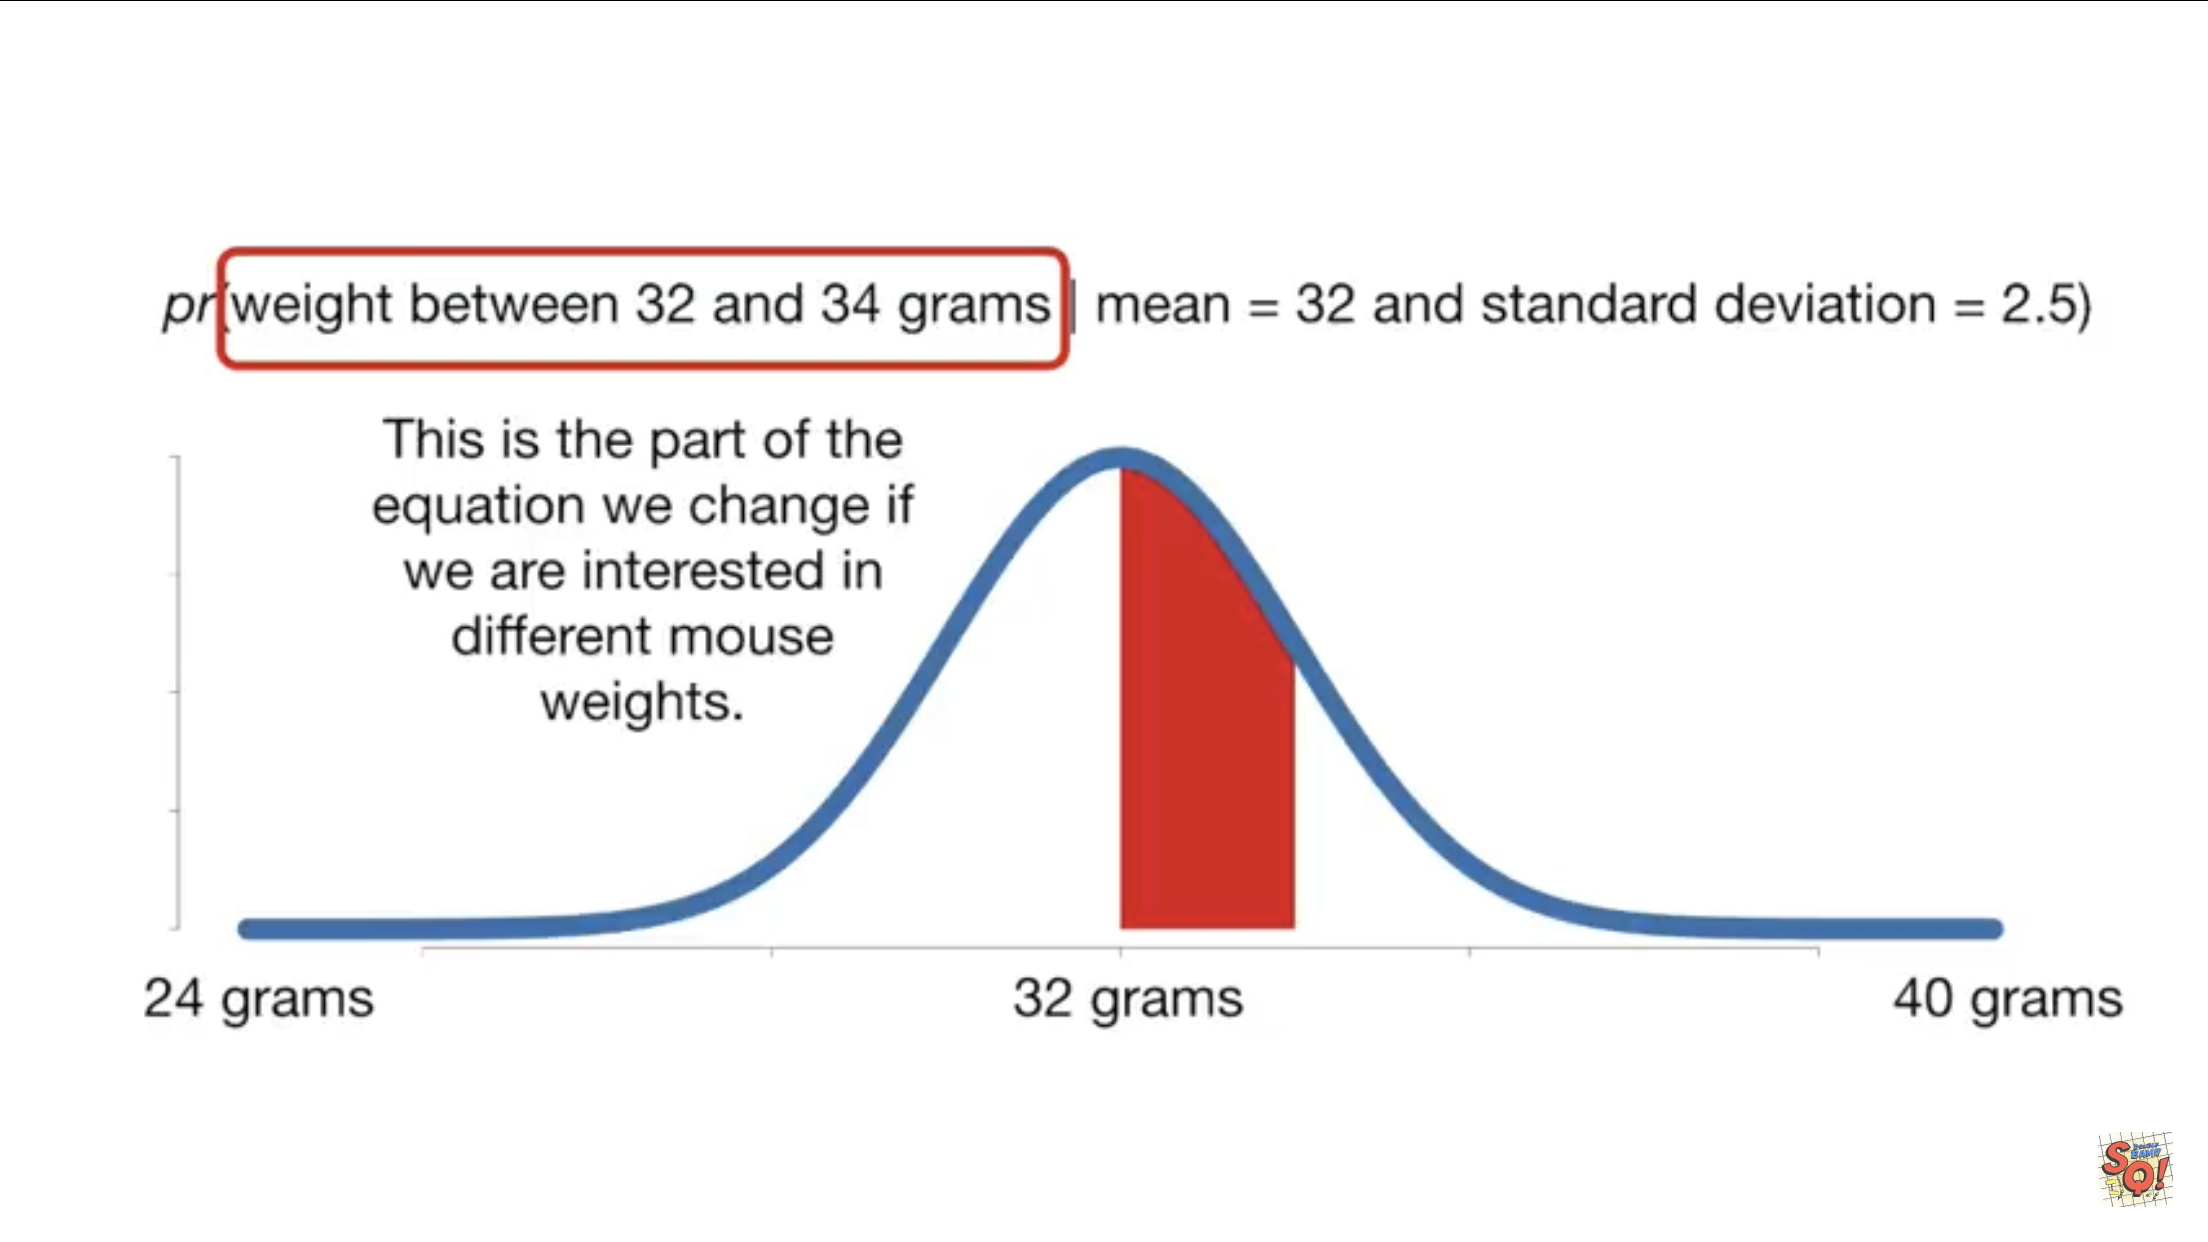 pr(weight between 32 and 34 grams | mean = 32 and standard deviation = 2.5)
This is the part of the
equation we change if
we are interested in
different mouse
weights.
24 grams
32 grams
40 grams
DOUBLE
BAM!!
SQ!